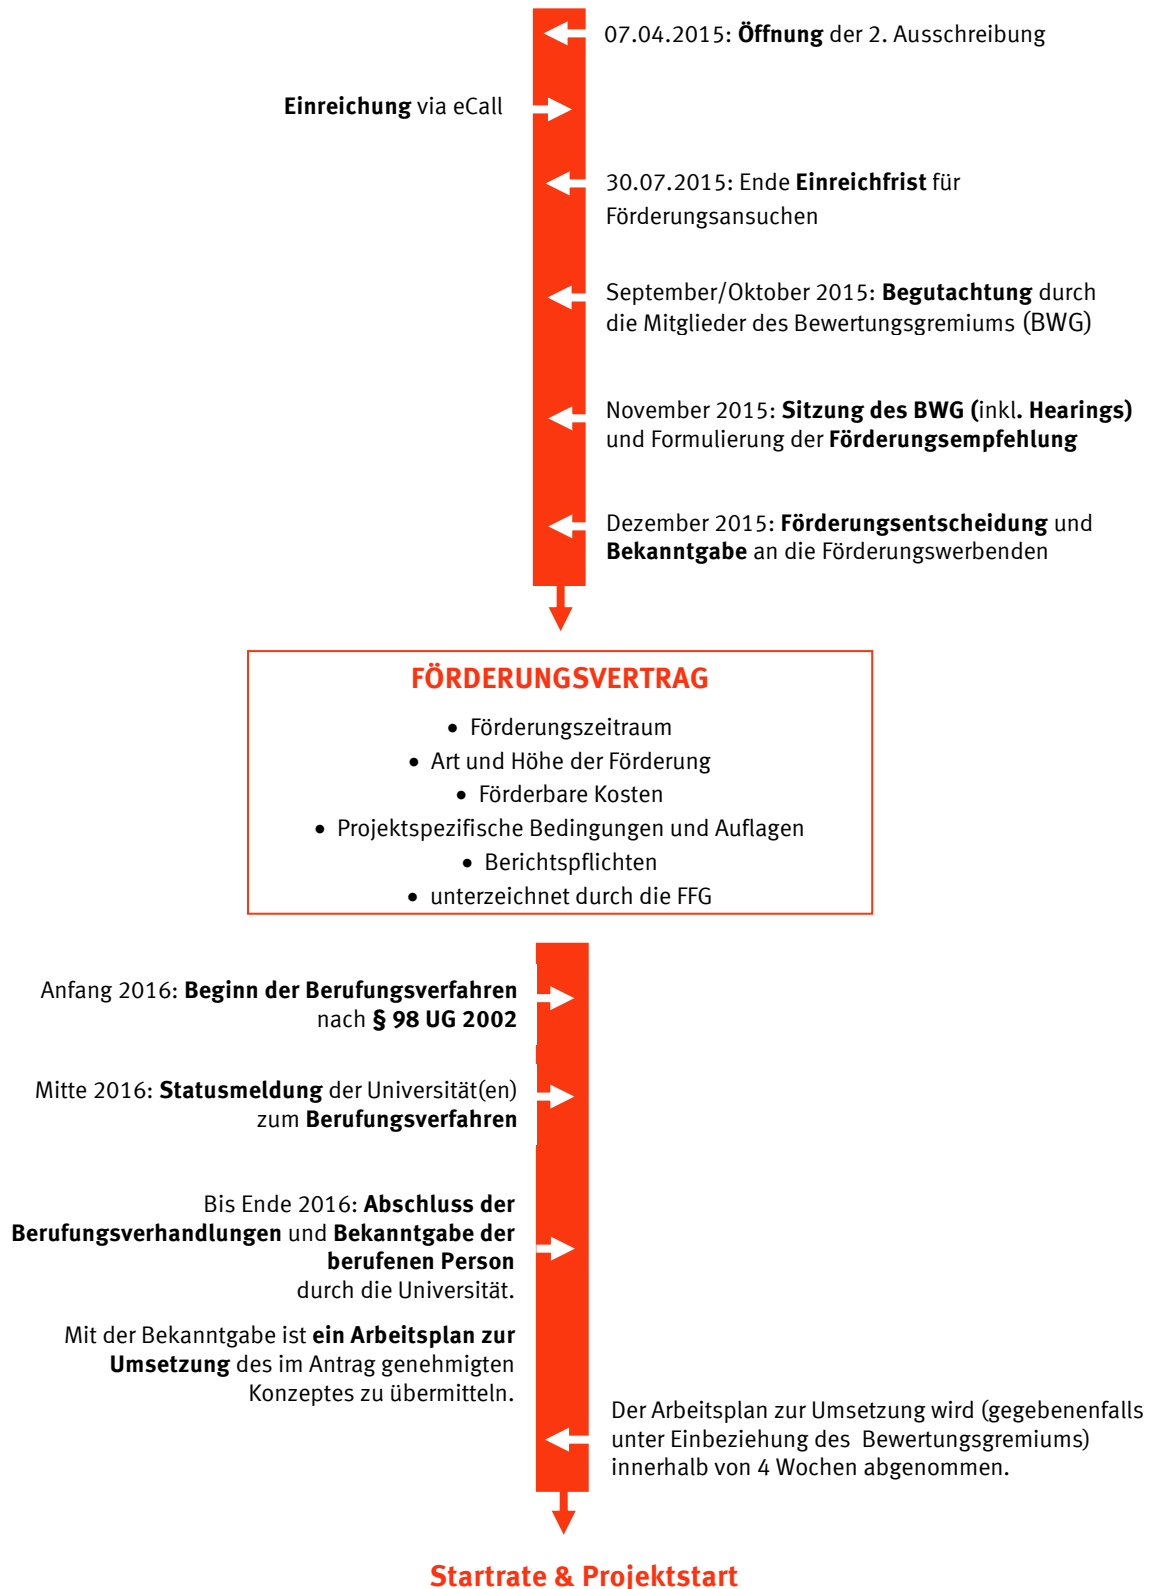 07.04.2015: Öffnung der 2. Ausschreibung
Einreichung via eCall
30.07.2015: Ende Einreichfrist für
Förderungsansuchen
September/Oktober 2015: Begutachtung durch
die Mitglieder des Bewertungsgremiums (BWG)
November 2015: Sitzung des BWG (inkl. Hearings)
und Formulierung der Förderungsempfehlung
Dezember 2015: Förderungsentscheidung und
Bekanntgabe an die Förderungswerbenden
FÖRDERUNGSVERTRAG
• Förderungszeitraum
• Art und Höhe der Förderung
• Förderbare Kosten
• Projektspezifische Bedingungen und Auflagen
• Berichtspflichten
• unterzeichnet durch die FFG
Anfang 2016: Beginn der Berufungsverfahren
nach § 98 UG 2002
Mitte 2016: Statusmeldung der Universität(en)
zum Berufungsverfahren
Bis Ende 2016: Abschluss der
Berufungsverhandlungen und Bekanntgabe der
berufenen Person
durch die Universität.
Mit der Bekanntgabe ist ein Arbeitsplan zur
Umsetzung des im Antrag genehmigten
Konzeptes zu übermitteln.
Der Arbeitsplan zur Umsetzung wird (gegebenenfalls
unter Einbeziehung des Bewertungsgremiums)
innerhalb von 4 Wochen abgenommen.
Startrate & Projektstart